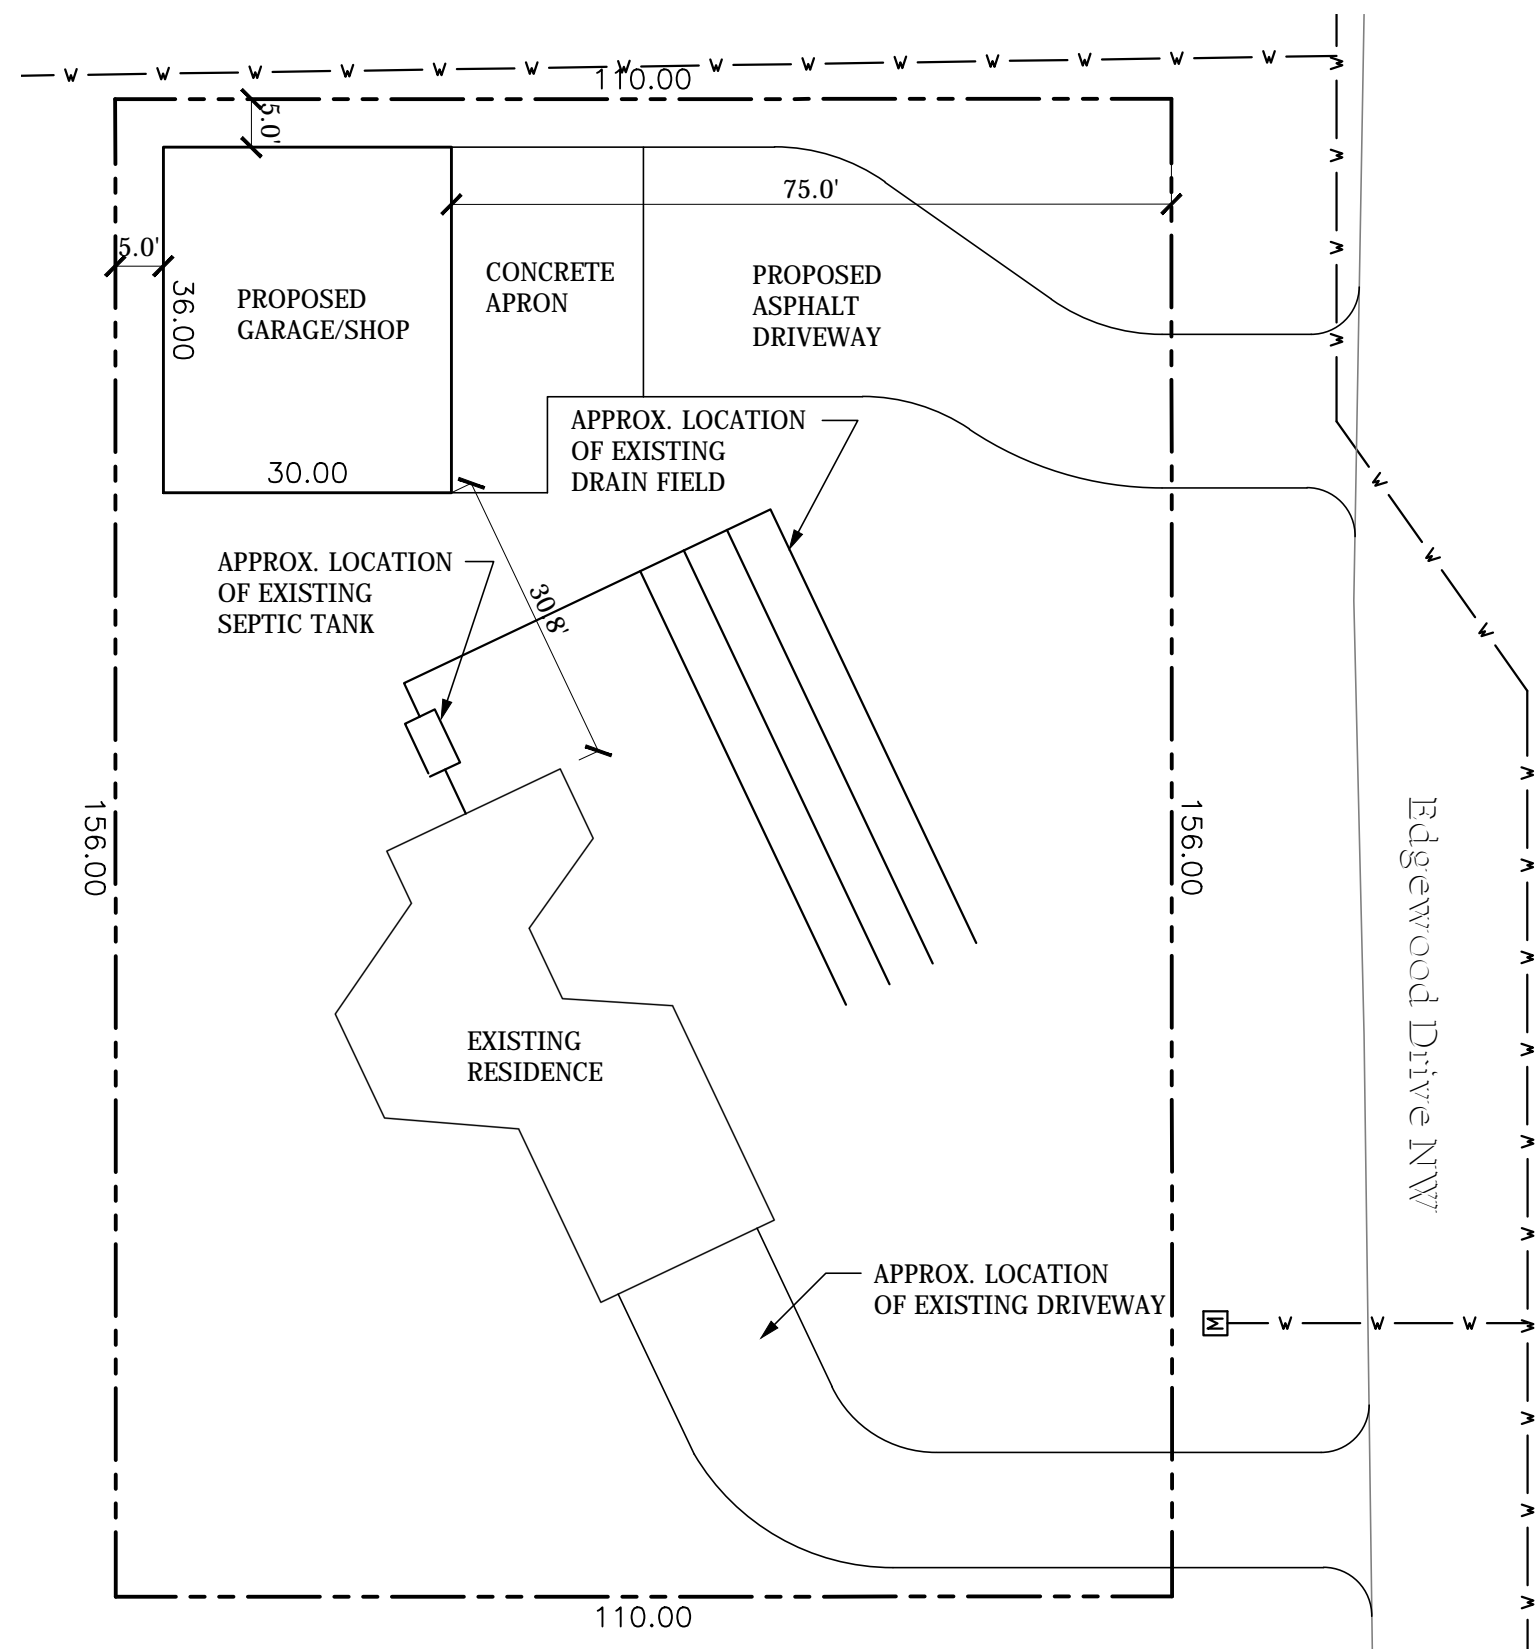 W W W W W W W W W W W W W W
110.00
5.0'
75.0'
5.0'
36.00
PROPOSED
GARAGE/SHOP
CONCRETE
APRON
PROPOSED
ASPHALT
DRIVEWAY
W
W
W
W
30.00
APPROX. LOCATION
OF EXISTING
DRAIN FIELD
APPROX. LOCATION
OF EXISTING
SEPTIC TANK
30.8'
W
W
W
156.00
156.00
Edgewood Drive NW
EXISTING
RESIDENCE
APPROX. LOCATION
OF EXISTING DRIVEWAY
M W W W
W
W
W
W
W
W
W
W
W
W
110.00